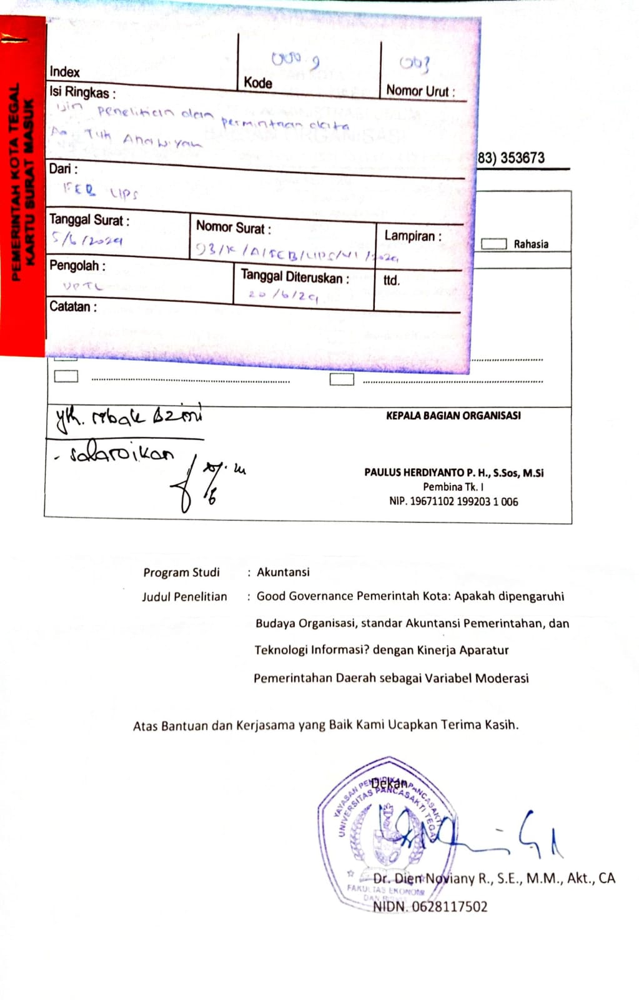 PEMERINTAH KOTA TEGAL
KARTU SURAT MASUK
Index
Kode
000.9
Nomor Urut :
003
Isi Ringkas :
Ijin penelitian dan permintaan data
An. Tuti Anawiyah
Dari :
FEB UPS
Tanggal Surat :
5/6/2024
Nomor Surat :
93/K/A/FEB/UPS/VI/2024
Lampiran :
Pengolah :
Tanggal Diteruskan :
20/6/24
ttd.
Catatan :
83) 353673
Rahasia
yth. mbak
KEPALA BAGIAN ORGANISASI
PAULUS HERDIYANTO P. H., S.Sos, M.Si
Pembina Tk. I
NIP. 19671102 199203 1 006
Program Studi : Akuntansi
Judul Penelitian : Good Governance Pemerintah Kota: Apakah dipengaruhi
Budaya Organisasi, standar Akuntansi Pemerintahan, dan
Teknologi Informasi? dengan Kinerja Aparatur
Pemerintahan Daerah sebagai Variabel Moderasi
Atas Bantuan dan Kerjasama yang Baik Kami Ucapkan Terima Kasih.
Dekan
YAYASAN PENDIDIKAN PANCASAKTI
UNIVERSITAS PANCASAKTI TEGAL
FAKULTAS EKONOMI
DAN BISNIS
Dr. Dien Noviany R., S.E., M.M., Akt., CA
NIDN. 0628117502